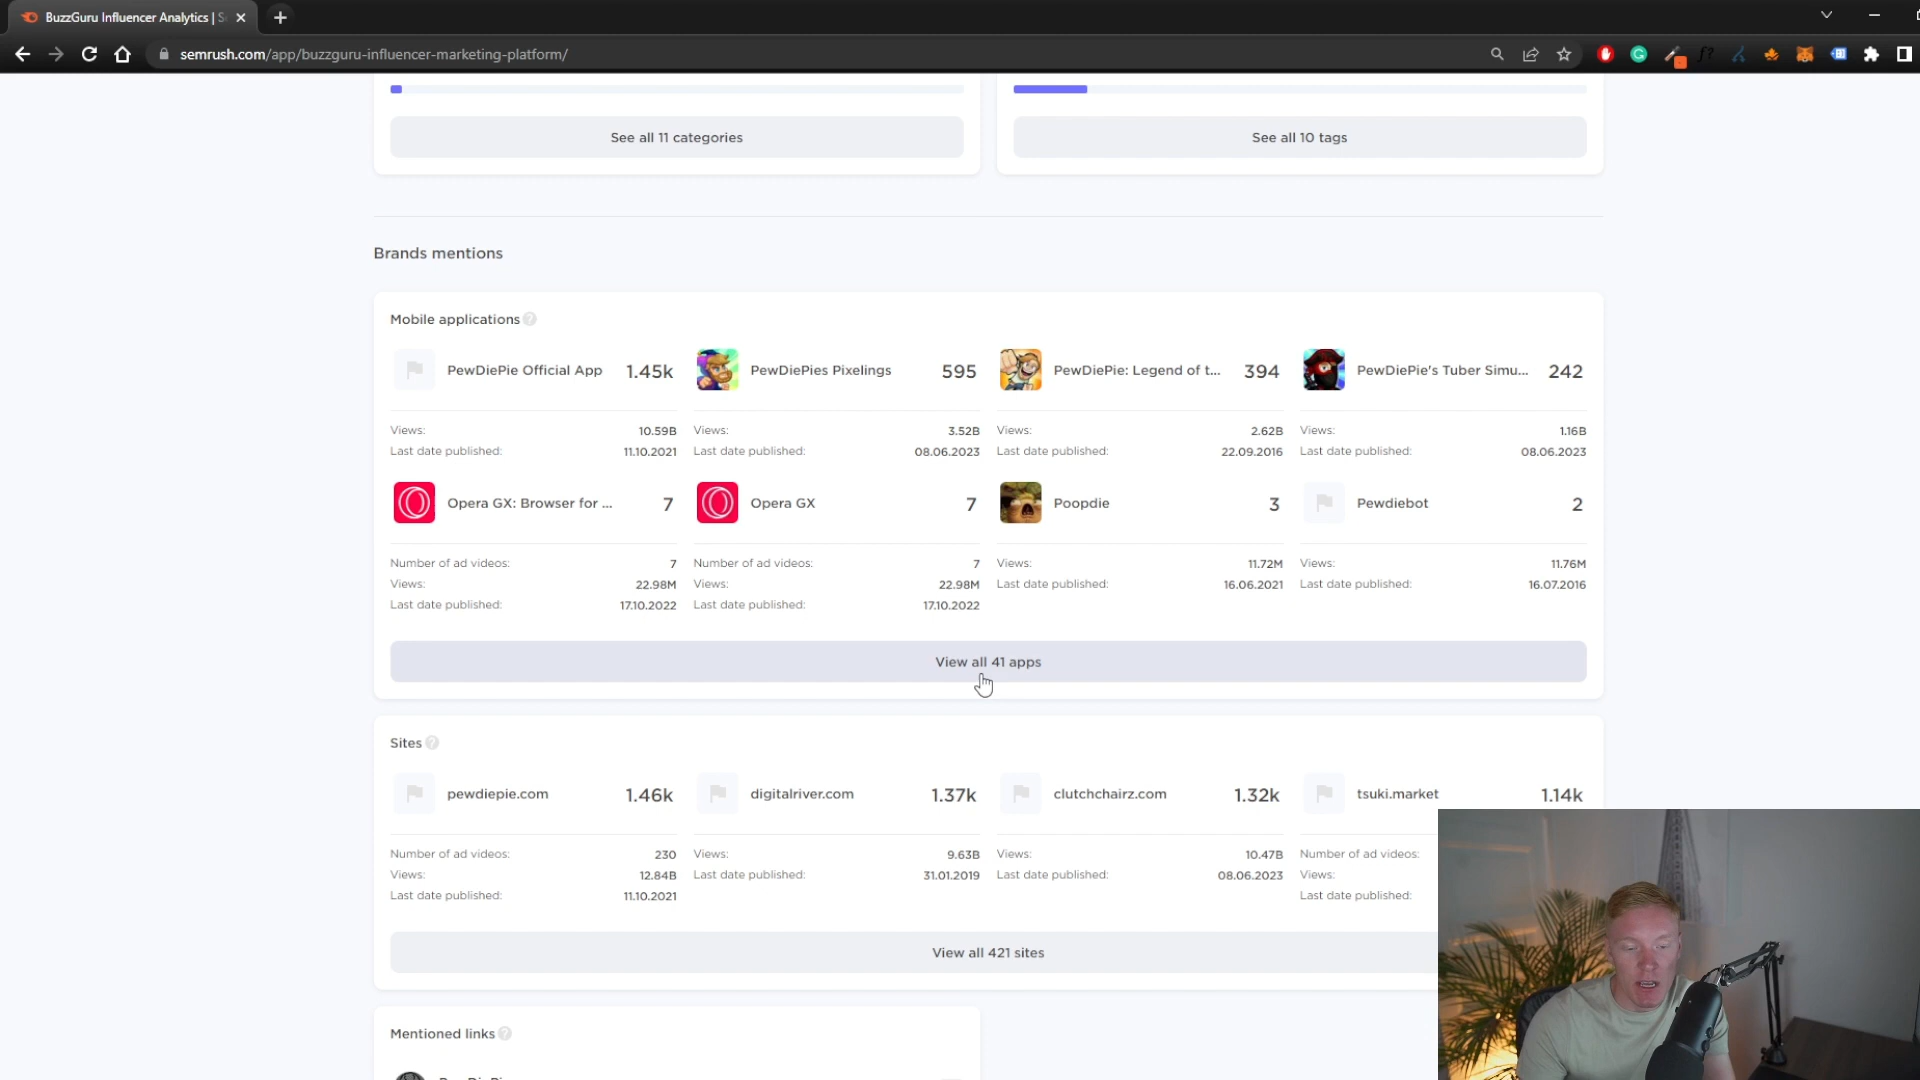 BuzzGuru Influencer Analytics | S
semrush.com/app/buzzguru-influencer-marketing-platform/
See all 11 categories
See all 10 tags
Brands mentions
Mobile applications
PewDiePie Official App 1.45k
PewDiePies Pixelings 595
PewDiePie: Legend of t... 394
PewDiePie's Tuber Simu... 242
Views: 10.59B
Last date published: 11.10.2021
Views: 3.52B
Last date published: 08.06.2023
Views: 2.62B
Last date published: 22.09.2016
Views: 1.16B
Last date published: 08.06.2023
Opera GX: Browser for ... 7
Opera GX 7
Poopdie 3
Pewdiebot 2
Number of ad videos: 7
Views: 22.98M
Last date published: 17.10.2022
Number of ad videos: 7
Views: 22.98M
Last date published: 17.10.2022
Views: 11.72M
Last date published: 16.06.2021
Views: 11.76M
Last date published: 16.07.2016
View all 41 apps
Sites
pewdiepie.com 1.46k
digitalriver.com 1.37k
clutchchairz.com 1.32k
tsuki.market 1.14k
Number of ad videos: 230
Views: 12.84B
Last date published: 11.10.2021
Views: 9.63B
Last date published: 31.01.2019
Views: 10.47B
Last date published: 08.06.2023
Number of ad videos:
Views:
Last date published:
View all 421 sites
Mentioned links